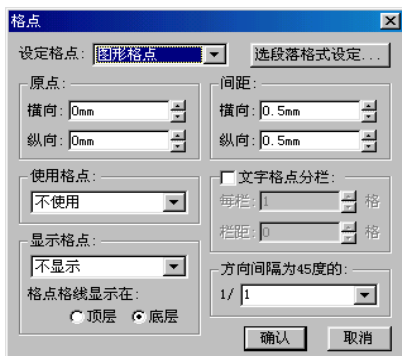 格点
设定格点: 图形格点 选段落格式设定...
原点:
横向: 0mm
纵向: 0mm
间距:
横向: 0.5mm
纵向: 0.5mm
使用格点:
不使用
文字格点分栏:
每栏: 1 格
栏距: 0 格
显示格点:
不显示
格点格线显示在:
顶层 底层
方向间隔为45度的:
1/ 1
确认 取消